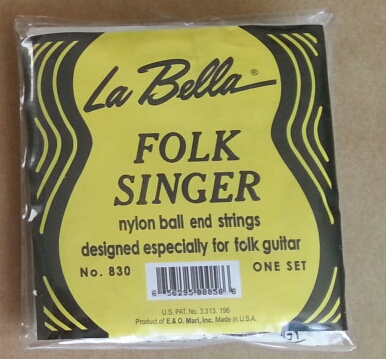 La Bella®
FOLK
SINGER
nylon ball end strings
designed especially for folk guitar
No. 830
ONE SET
U.S. PAT. No. 3.313. 196
Product of E. & O. Mari, Inc. Made in U.S.A.